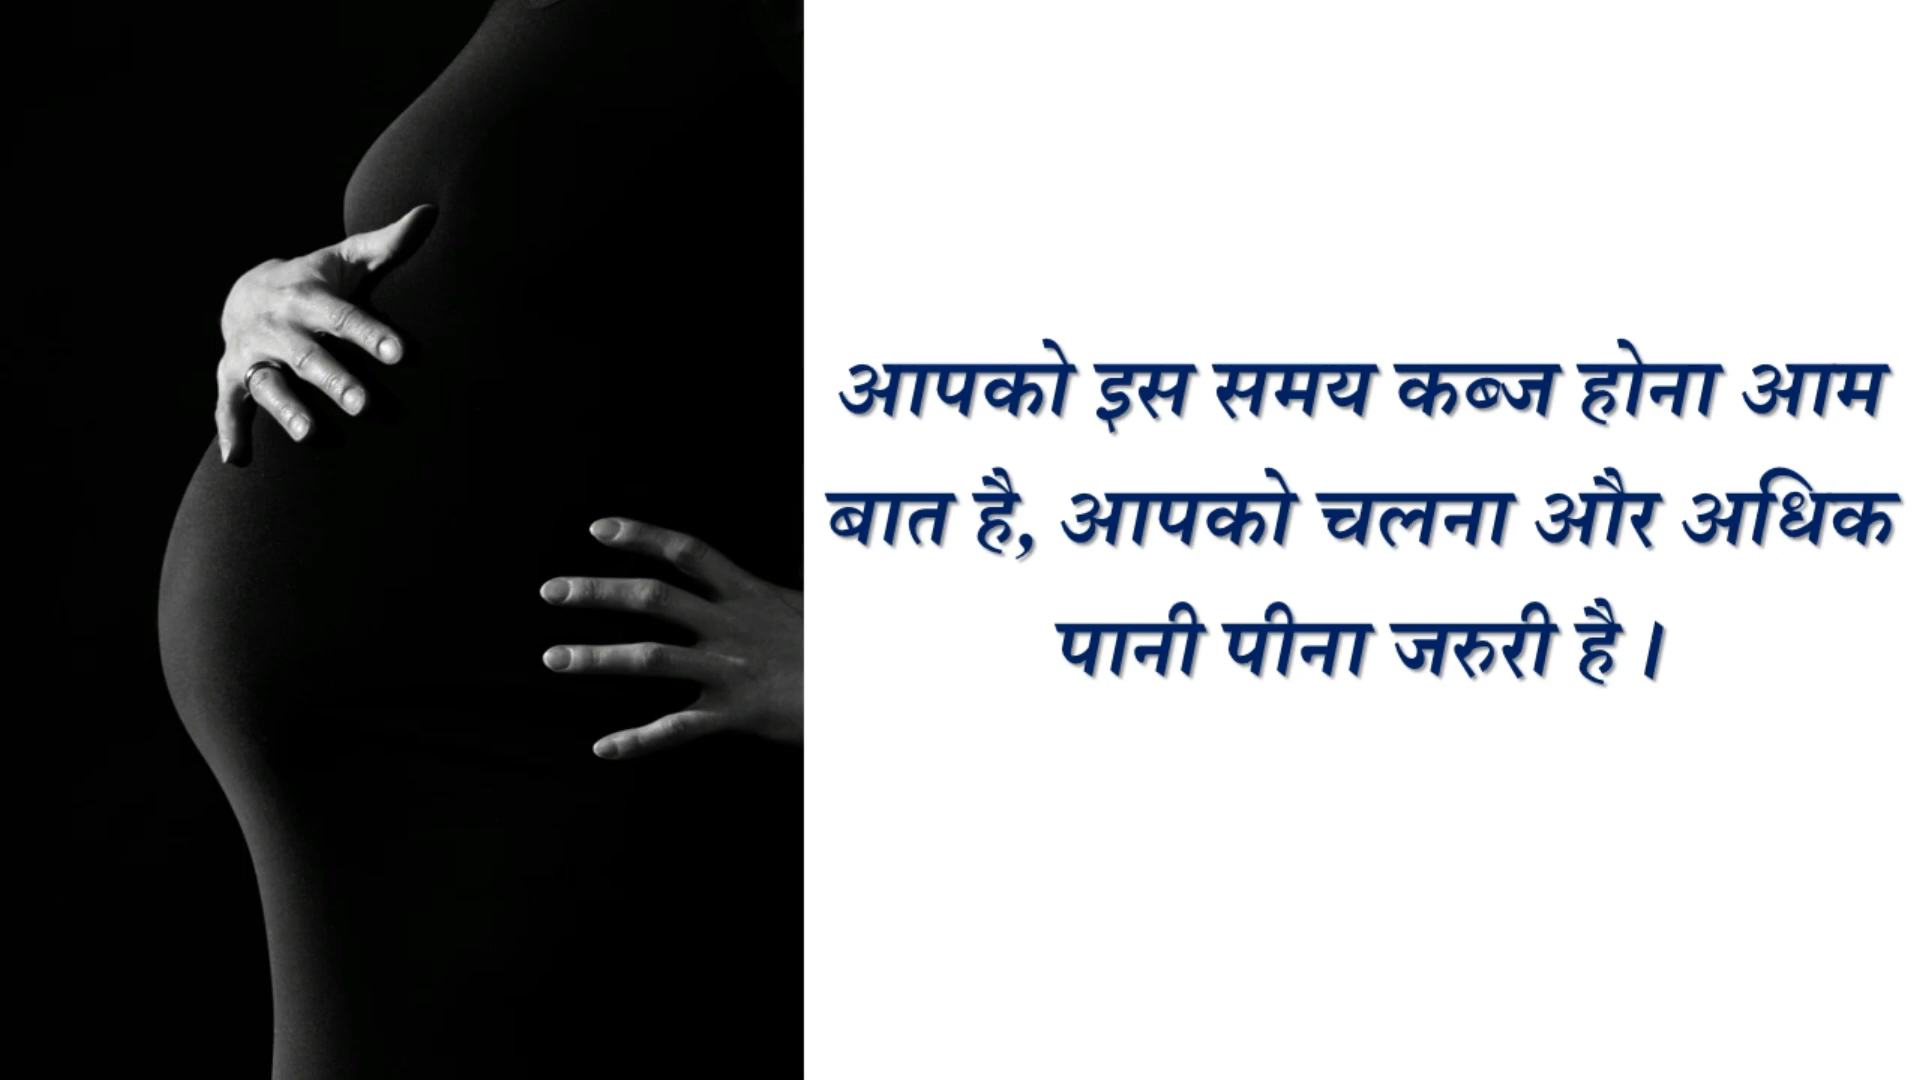 आपको इस समय कब्ज होना आम
बात है, आपको चलना और अधिक
पानी पीना जरुरी है।